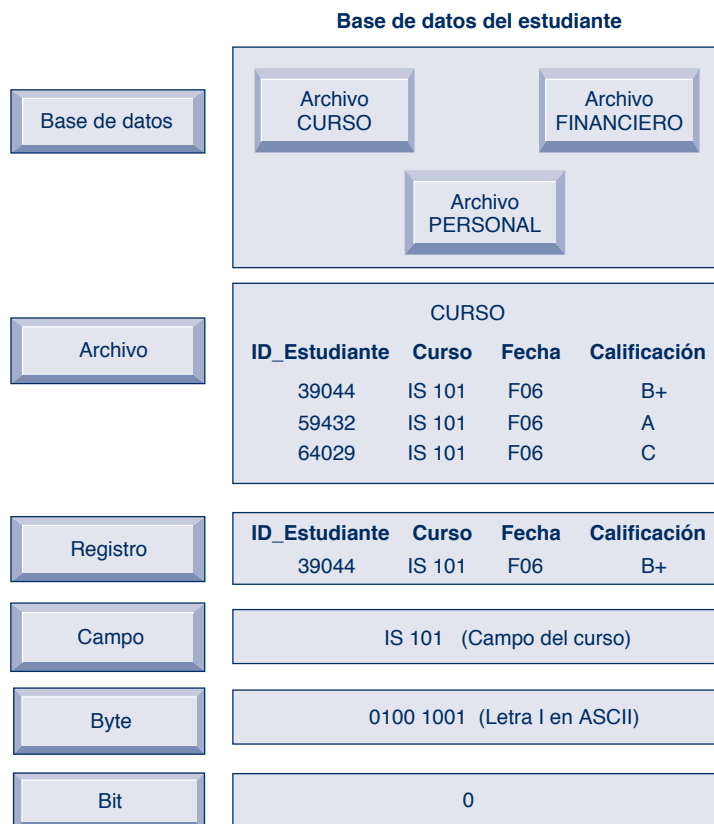 Base de datos del estudiante
Base de datos
Archivo
CURSO
Archivo
FINANCIERO
Archivo
PERSONAL
Archivo
CURSO
ID_Estudiante Curso Fecha Calificación
39044 IS 101 F06 B+
59432 IS 101 F06 A
64029 IS 101 F06 C
Registro
ID_Estudiante Curso Fecha Calificación
39044 IS 101 F06 B+
Campo
IS 101 (Campo del curso)
Byte
0100 1001 (Letra I en ASCII)
Bit
0